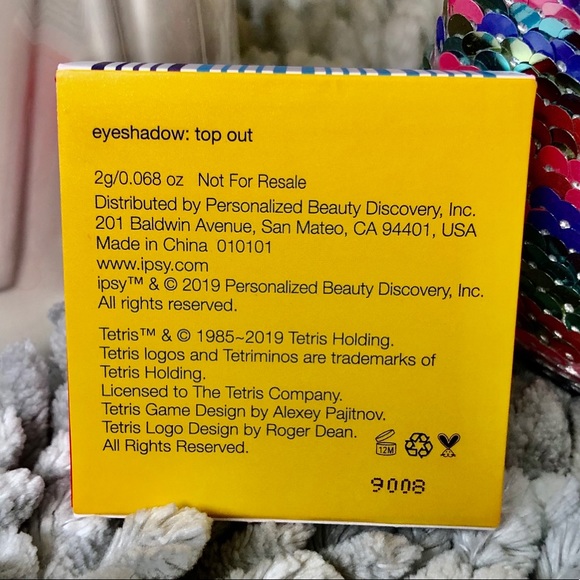 eyeshadow: top out
2g/0.068 oz Not For Resale
Distributed by Personalized Beauty Discovery, Inc.
201 Baldwin Avenue, San Mateo, CA 94401, USA
Made in China 010101
www.ipsy.com
ipsy™ & © 2019 Personalized Beauty Discovery, Inc.
All rights reserved.
Tetris™ & © 1985~2019 Tetris Holding.
Tetris logos and Tetriminos are trademarks of
Tetris Holding.
Licensed to The Tetris Company.
Tetris Game Design by Alexey Pajitnov.
Tetris Logo Design by Roger Dean.
All Rights Reserved.
12M
9008